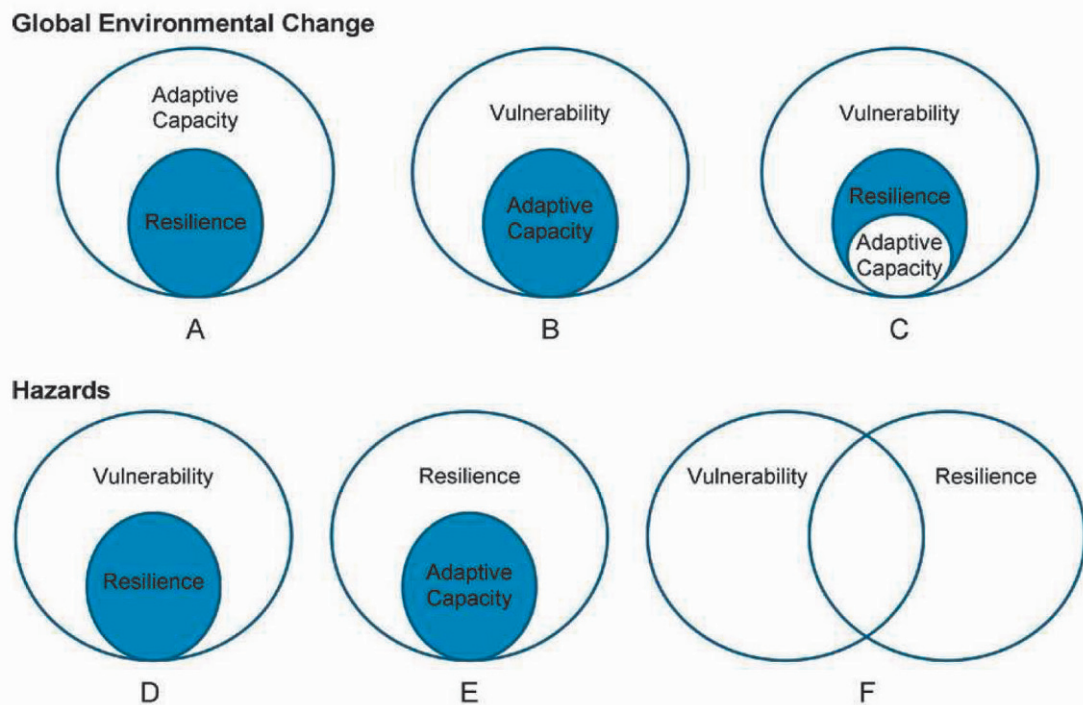 Global Environmental Change
Adaptive
Capacity
Resilience
A
Vulnerability
Adaptive
Capacity
B
Vulnerability
Resilience
Adaptive
Capacity
C
Hazards
Vulnerability
Resilience
D
Resilience
Adaptive
Capacity
E
Vulnerability
Resilience
F